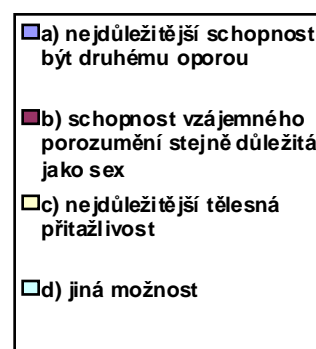 a) nejdůležitější schopnost
být druhému oporou
b) schopnost vzájemného
porozumění stejně důležitá
jako sex
c) nejdůležitější tělesná
přitažlivost
d) jiná možnost